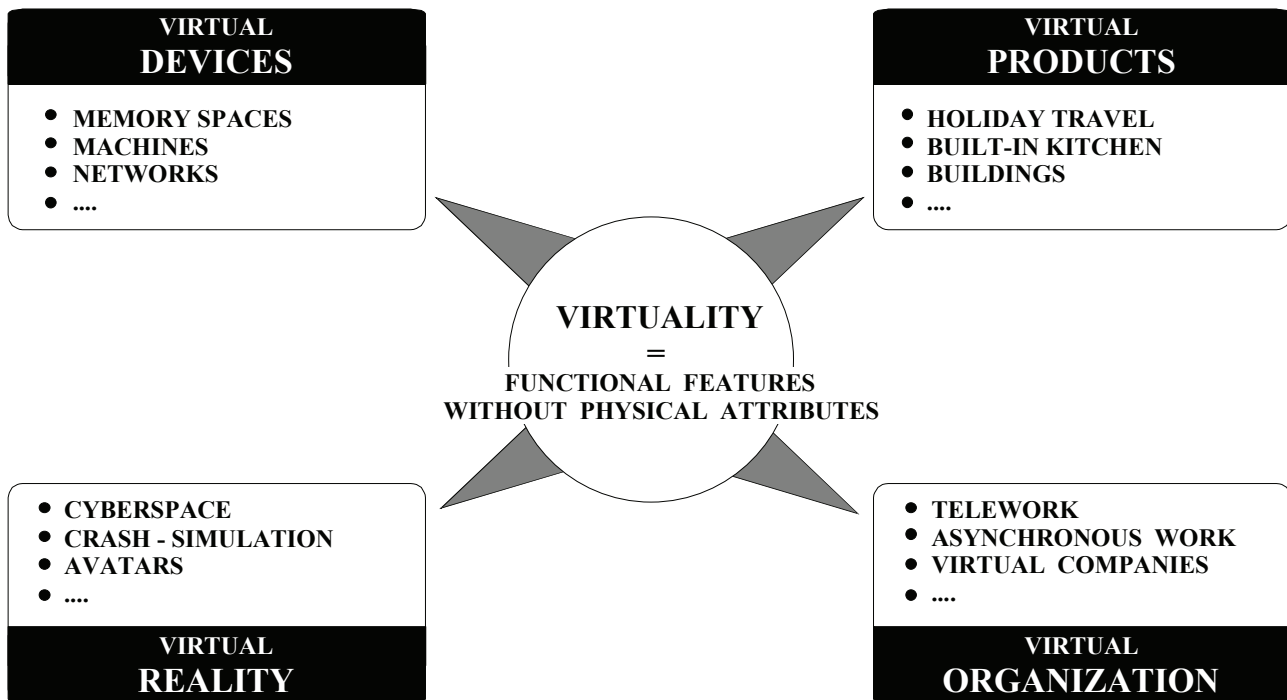 VIRTUAL
DEVICES
• MEMORY SPACES
• MACHINES
• NETWORKS
• ....
VIRTUAL
PRODUCTS
• HOLIDAY TRAVEL
• BUILT-IN KITCHEN
• BUILDINGS
• ....
VIRTUALITY
=
FUNCTIONAL FEATURES
WITHOUT PHYSICAL ATTRIBUTES
• CYBERSPACE
• CRASH - SIMULATION
• AVATARS
• ....
VIRTUAL
REALITY
• TELEWORK
• ASYNCHRONOUS WORK
• VIRTUAL COMPANIES
• ....
VIRTUAL
ORGANIZATION